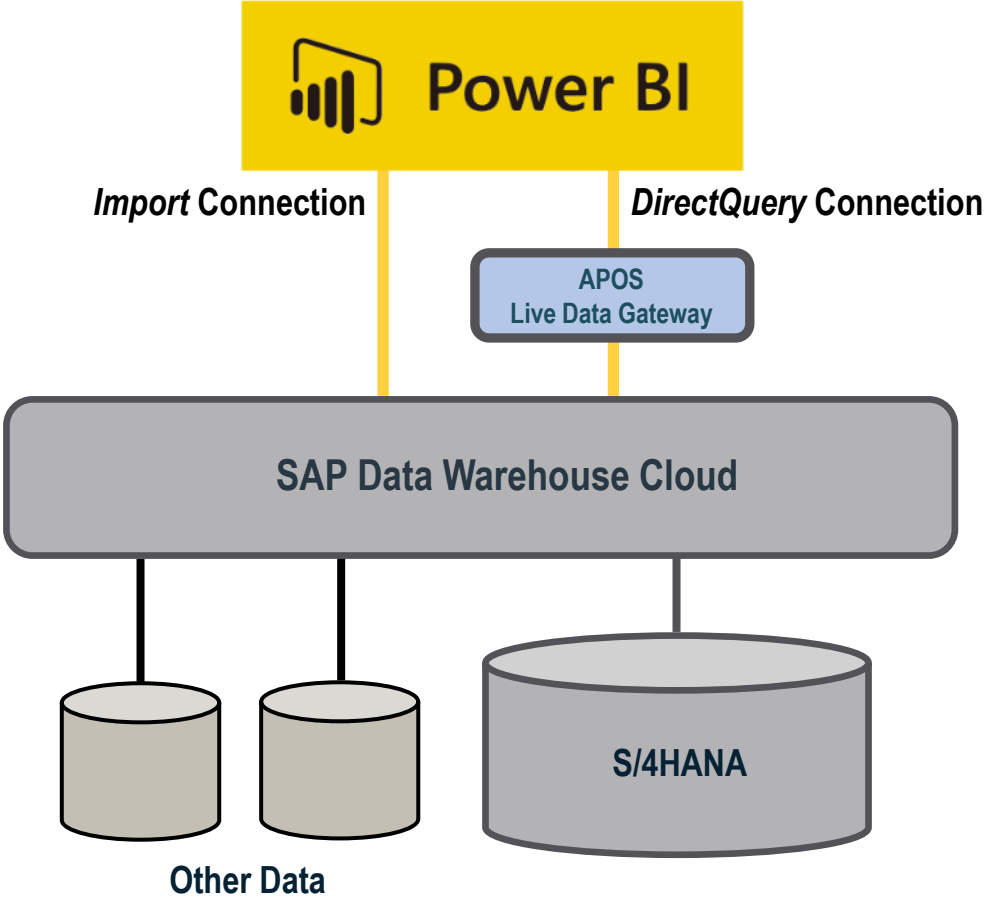 Power BI
Import Connection
DirectQuery Connection
APOS
Live Data Gateway
SAP Data Warehouse Cloud
S/4HANA
Other Data